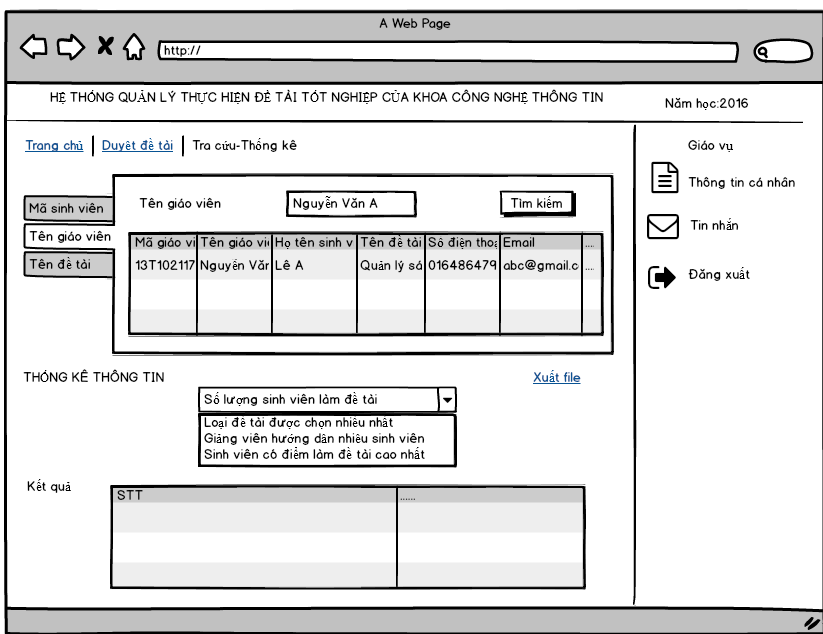 A Web Page
http://
HỆ THỐNG QUẢN LÝ THỰC HIỆN ĐỀ TÀI TỐT NGHIỆP CỦA KHOA CÔNG NGHỆ THÔNG TIN
Năm học:2016
Trang chủ Duyệt đề tài Tra cứu-Thống kê
Giáo vụ
Thông tin cá nhân
Tin nhắn
Đăng xuất
Mã sinh viên
Tên giáo viên
Tên đề tài
Tên giáo viên Nguyễn Văn A Tìm kiếm
Mã giáo vi Tên giáo viê Họ tên sinh v Tên đề tài Số điện thoạ Email ....
13T102117 Nguyễn Văn Lê A Quản lý sá 016486479 abc@gmail.c ....
THỐNG KÊ THÔNG TIN
Xuất file
Số lượng sinh viên làm đề tài
Loại đề tài được chọn nhiều nhất
Giảng viên hướng dẫn nhiều sinh viên
Sinh viên có điểm làm đề tài cao nhất
Kết quả
STT ......